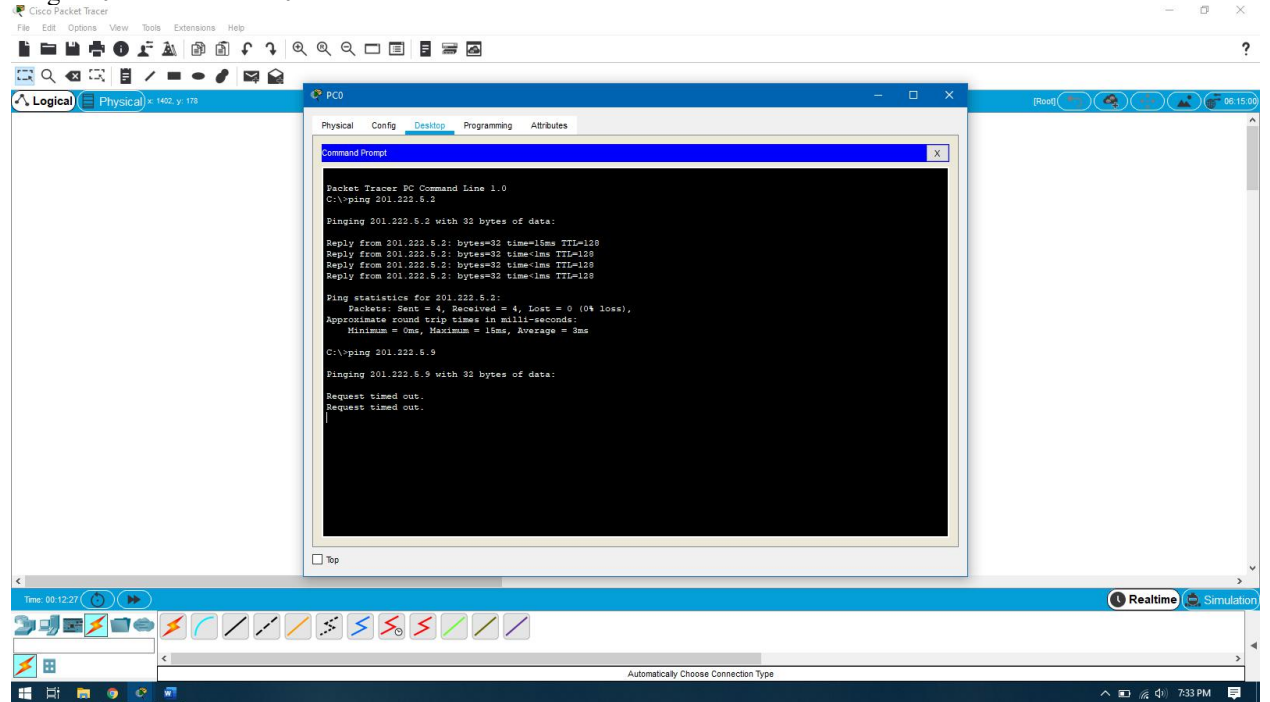 Cisco Packet Tracer
File Edit Options View Tools Extensions Help
?
Logical Physical x: 1402, y: 178
[Root] 06:15:00
PC0
Physical Config Desktop Programming Attributes
Command Prompt X
Packet Tracer PC Command Line 1.0
C:\>ping 201.222.5.2
Pinging 201.222.5.2 with 32 bytes of data:
Reply from 201.222.5.2: bytes=32 time=15ms TTL=128
Reply from 201.222.5.2: bytes=32 time<1ms TTL=128
Reply from 201.222.5.2: bytes=32 time<1ms TTL=128
Reply from 201.222.5.2: bytes=32 time<1ms TTL=128
Ping statistics for 201.222.5.2:
Packets: Sent = 4, Received = 4, Lost = 0 (0% loss),
Approximate round trip times in milli-seconds:
Minimum = 0ms, Maximum = 15ms, Average = 3ms
C:\>ping 201.222.5.9
Pinging 201.222.5.9 with 32 bytes of data:
Request timed out.
Request timed out.
Top
Time: 00:12:27
Realtime Simulation
Automatically Choose Connection Type
7:33 PM